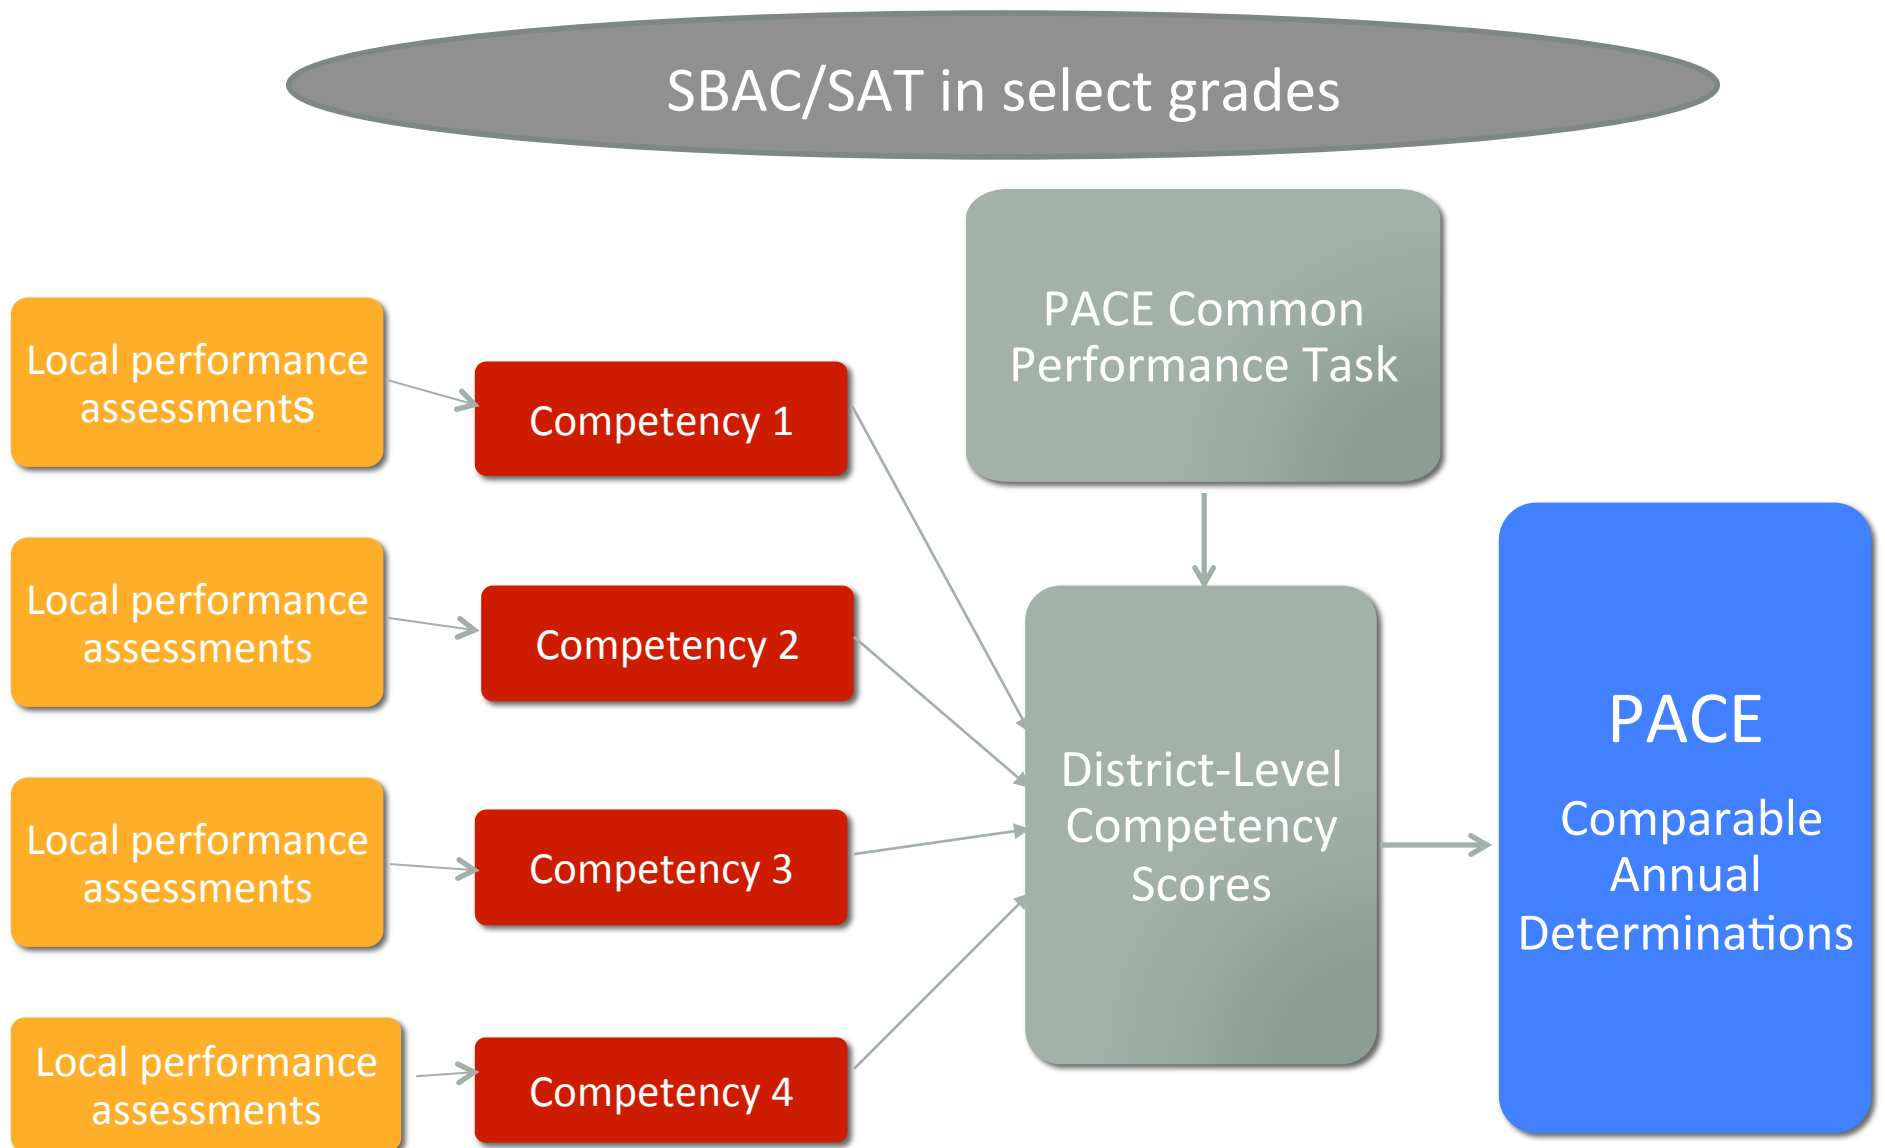 SBAC/SAT in select grades
PACE Common
Performance Task
Local performance
assessments
Competency 1
Local performance
assessments
Competency 2
Local performance
assessments
Competency 3
Local performance
assessments
Competency 4
District-Level
Competency
Scores
PACE
Comparable
Annual
Determinations